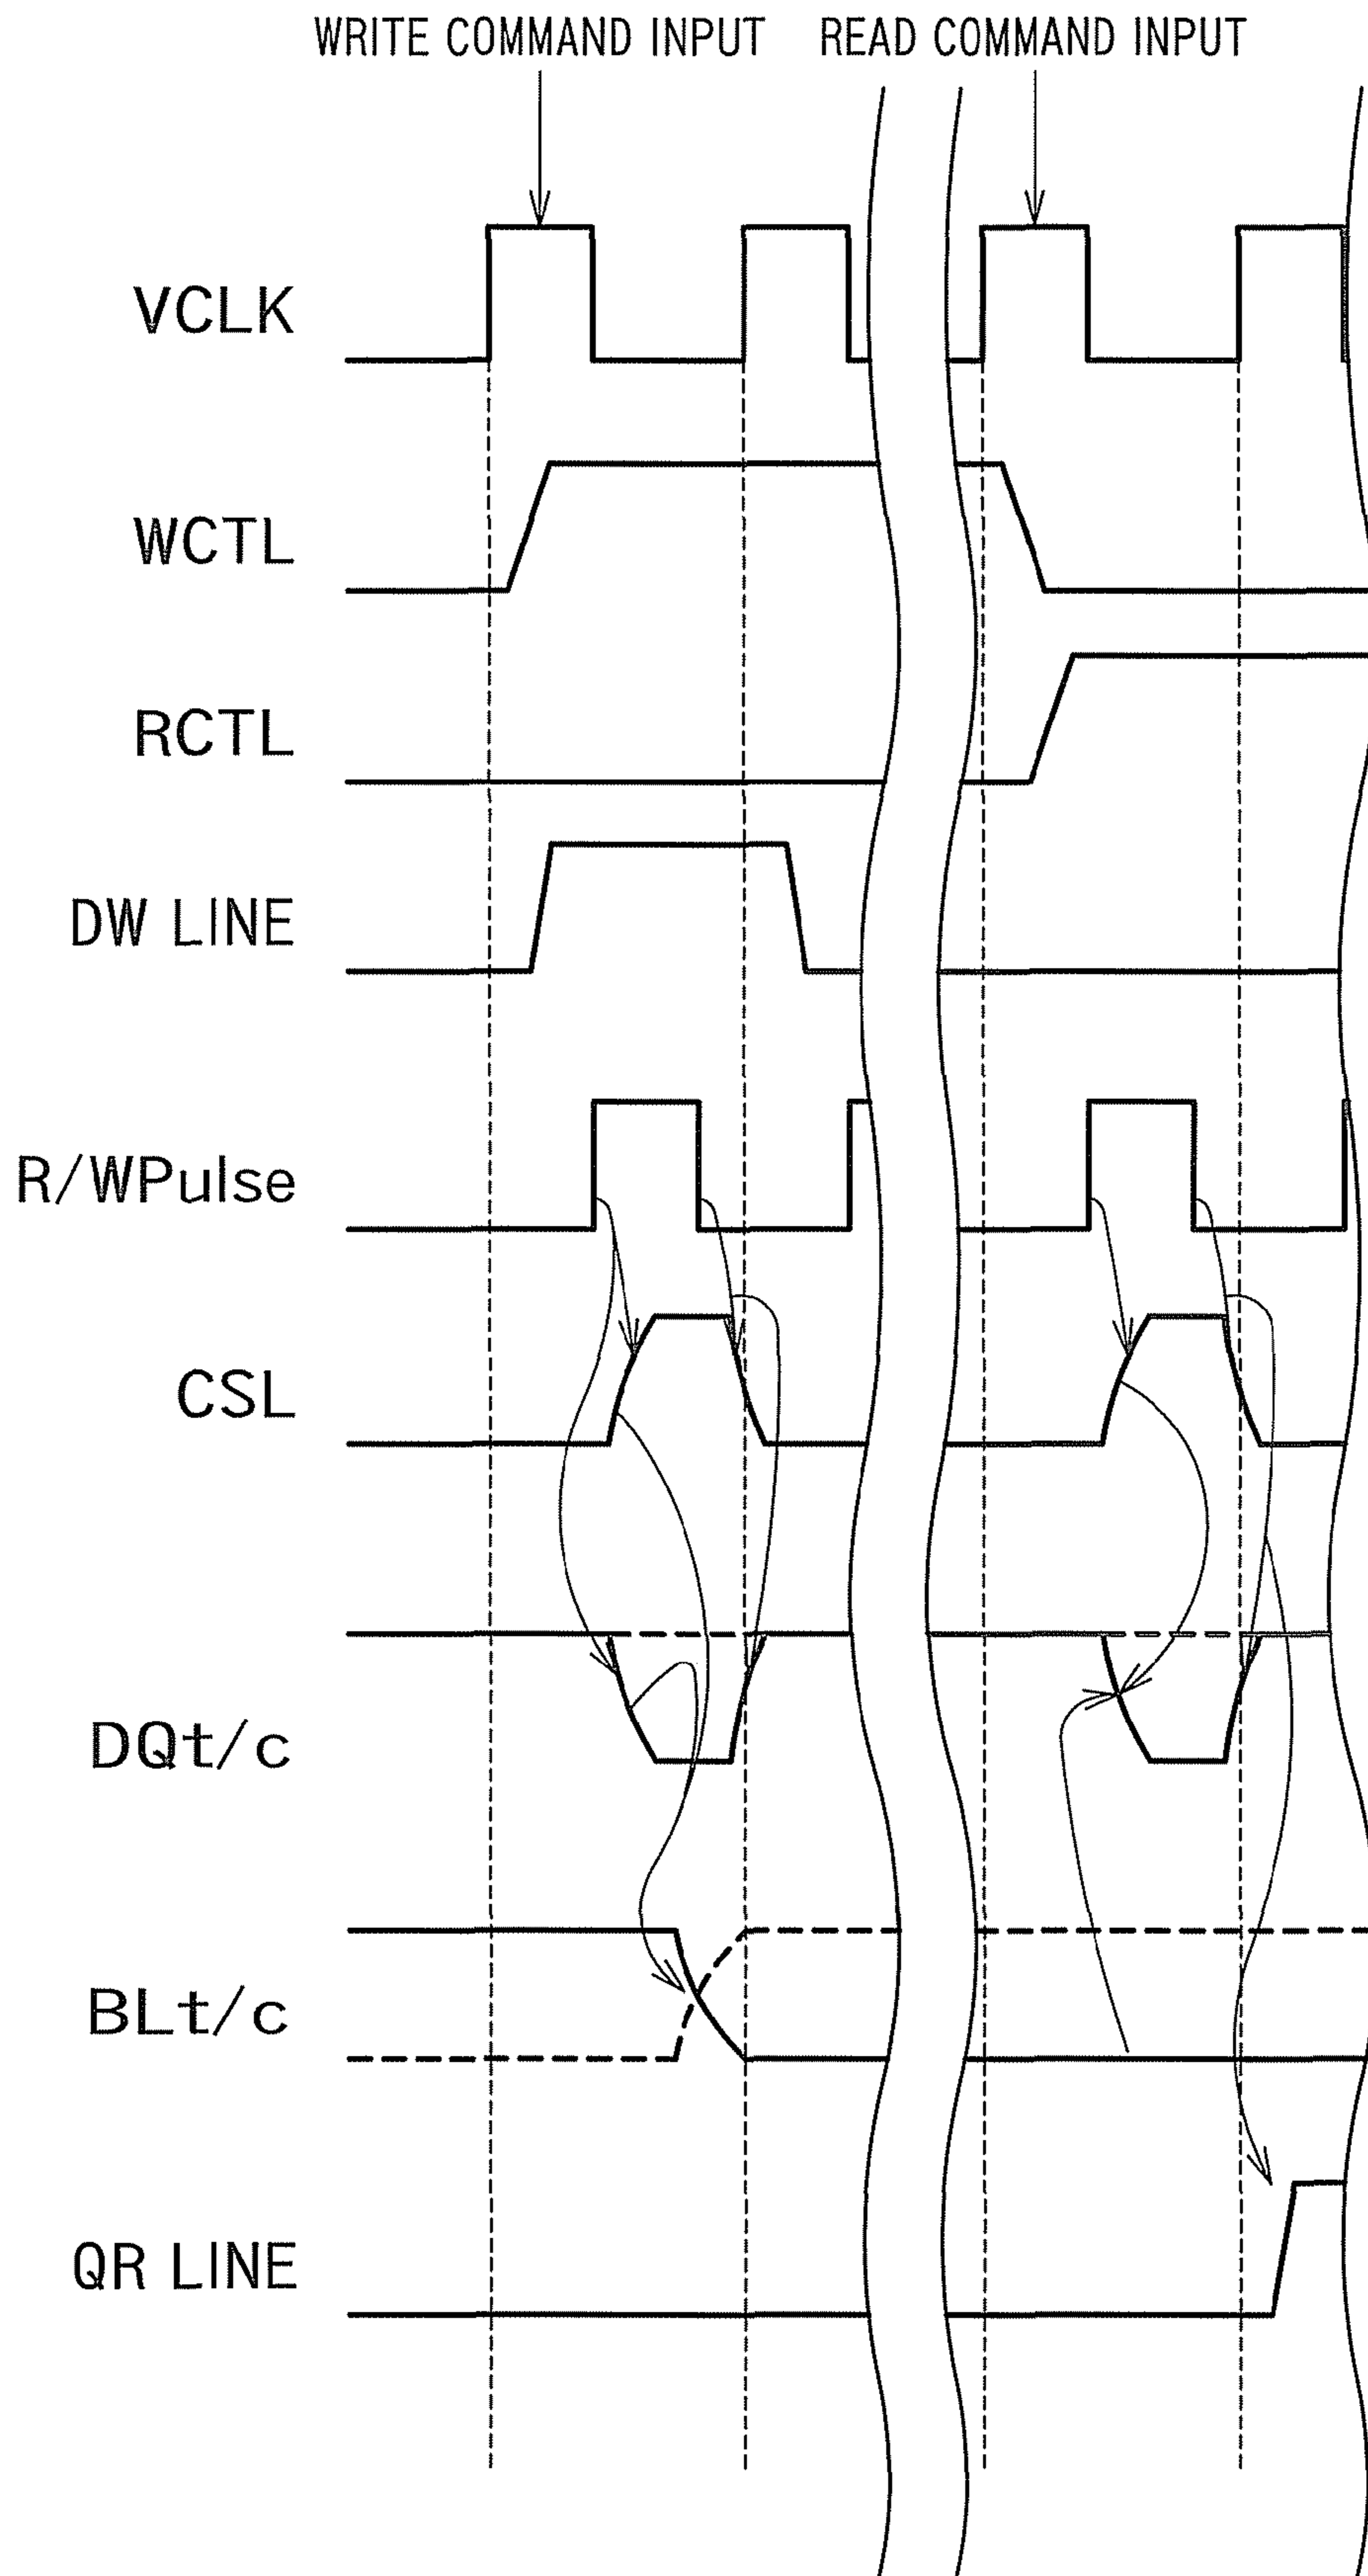 WRITE COMMAND INPUT READ COMMAND INPUT
VCLK
WCTL
RCTL
DW LINE
R/WPulse
CSL
DQt/c
BLt/c
QR LINE